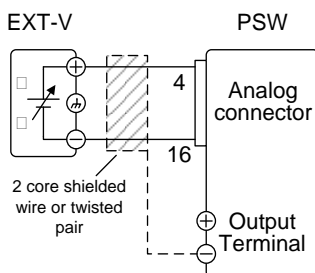 EXT-V
PSW
4
Analog
connector
16
2 core shielded
wire or twisted
pair
Output
Terminal